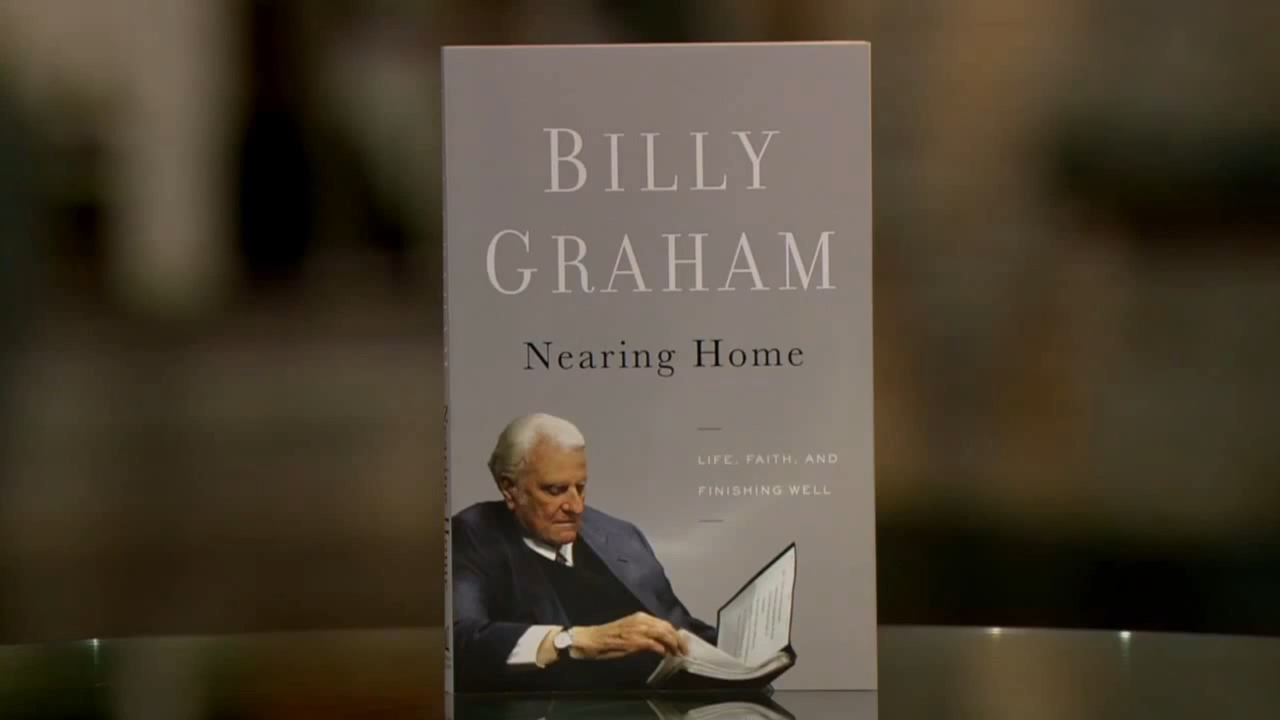 BILLY
GRAHAM
Nearing Home
LIFE, FAITH, AND
FINISHING WELL